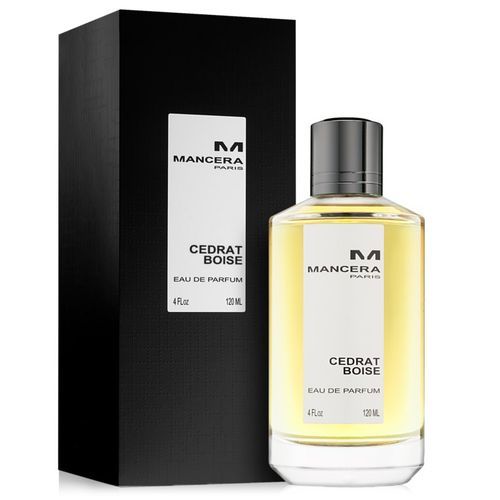 M
MANCERA
PARIS
CEDRAT
BOISE
EAU DE PARFUM
4 FLoz 120 ML
M
MANCERA
PARIS
CEDRAT
BOISE
EAU DE PARFUM
4 FLoz 120 ML